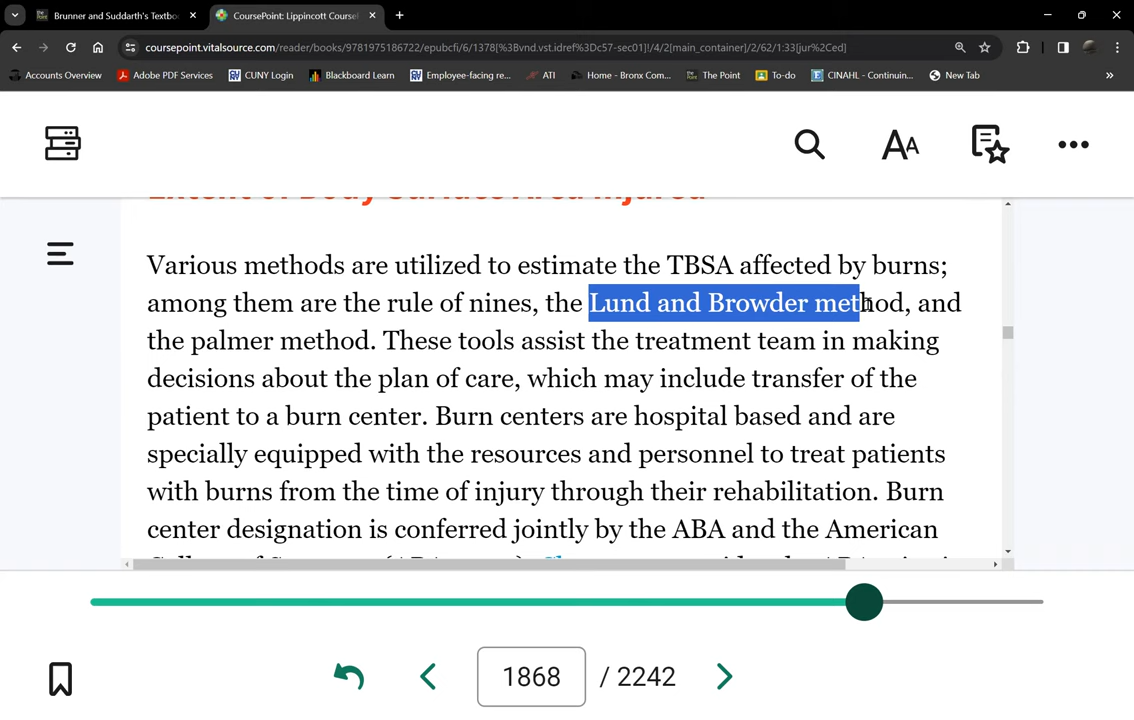 Brunner and Suddarth's Textbo
CoursePoint: Lippincott Course
coursepoint.vitalsource.com/reader/books/9781975186722/epubcfi/6/1378[%3Bvnd.vst.idref%3Dc57-sec01]!/4/2[main_container]/2/62/1:33[jur%2Ced]
Accounts Overview
Adobe PDF Services
CUNY Login
Blackboard Learn
Employee-facing re...
ATI
Home - Bronx Com...
The Point
To-do
CINAHL - Continuin...
New Tab
»
AA
Extent of Body Surface Area Injured
Various methods are utilized to estimate the TBSA affected by burns;
among them are the rule of nines, the Lund and Browder method, and
the palmer method. These tools assist the treatment team in making
decisions about the plan of care, which may include transfer of the
patient to a burn center. Burn centers are hospital based and are
specially equipped with the resources and personnel to treat patients
with burns from the time of injury through their rehabilitation. Burn
center designation is conferred jointly by the ABA and the American
1868 / 2242